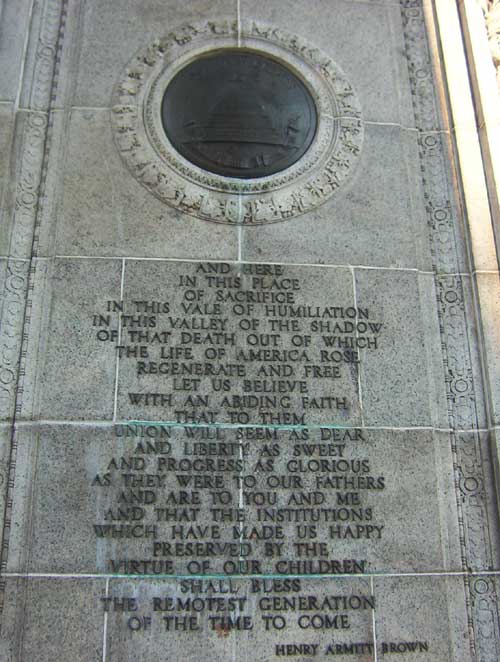 AND HERE
IN THIS PLACE
OF SACRIFICE
IN THIS VALE OF HUMILIATION
IN THIS VALLEY OF THE SHADOW
OF THAT DEATH OUT OF WHICH
THE LIFE OF AMERICA ROSE
REGENERATE AND FREE
LET US BELIEVE
WITH AN ABIDING FAITH
THAT TO THEM
UNION WILL SEEM AS DEAR
AND LIBERTY AS SWEET
AND PROGRESS AS GLORIOUS
AS THEY WERE TO OUR FATHERS
AND ARE TO YOU AND ME
AND THAT THE INSTITUTIONS
WHICH HAVE MADE US HAPPY
PRESERVED BY THE
VIRTUE OF OUR CHILDREN
SHALL BLESS
THE REMOTEST GENERATION
OF THE TIME TO COME
HENRY ARMITT BROWN